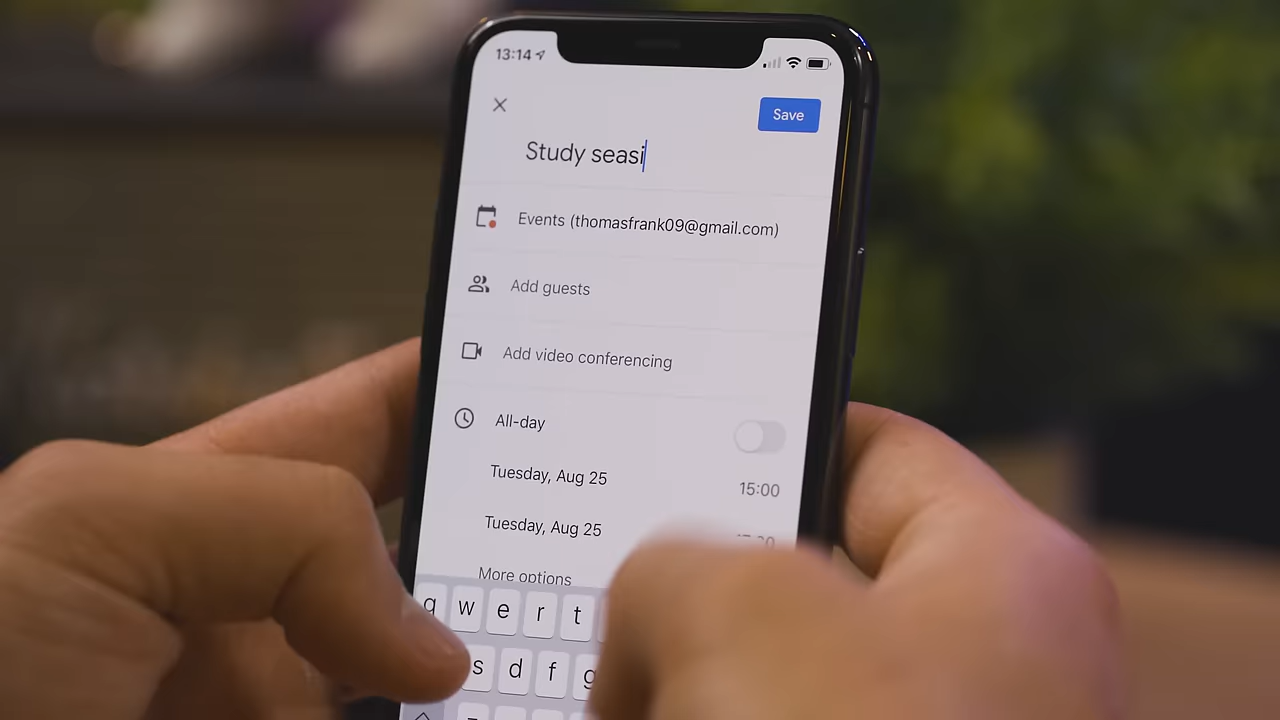 13:14
Save
Study seasi
Events (thomasfrank09@gmail.com)
Add guests
Add video conferencing
All-day
Tuesday, Aug 25 15:00
Tuesday, Aug 25
More options
q w e r t
s d f g